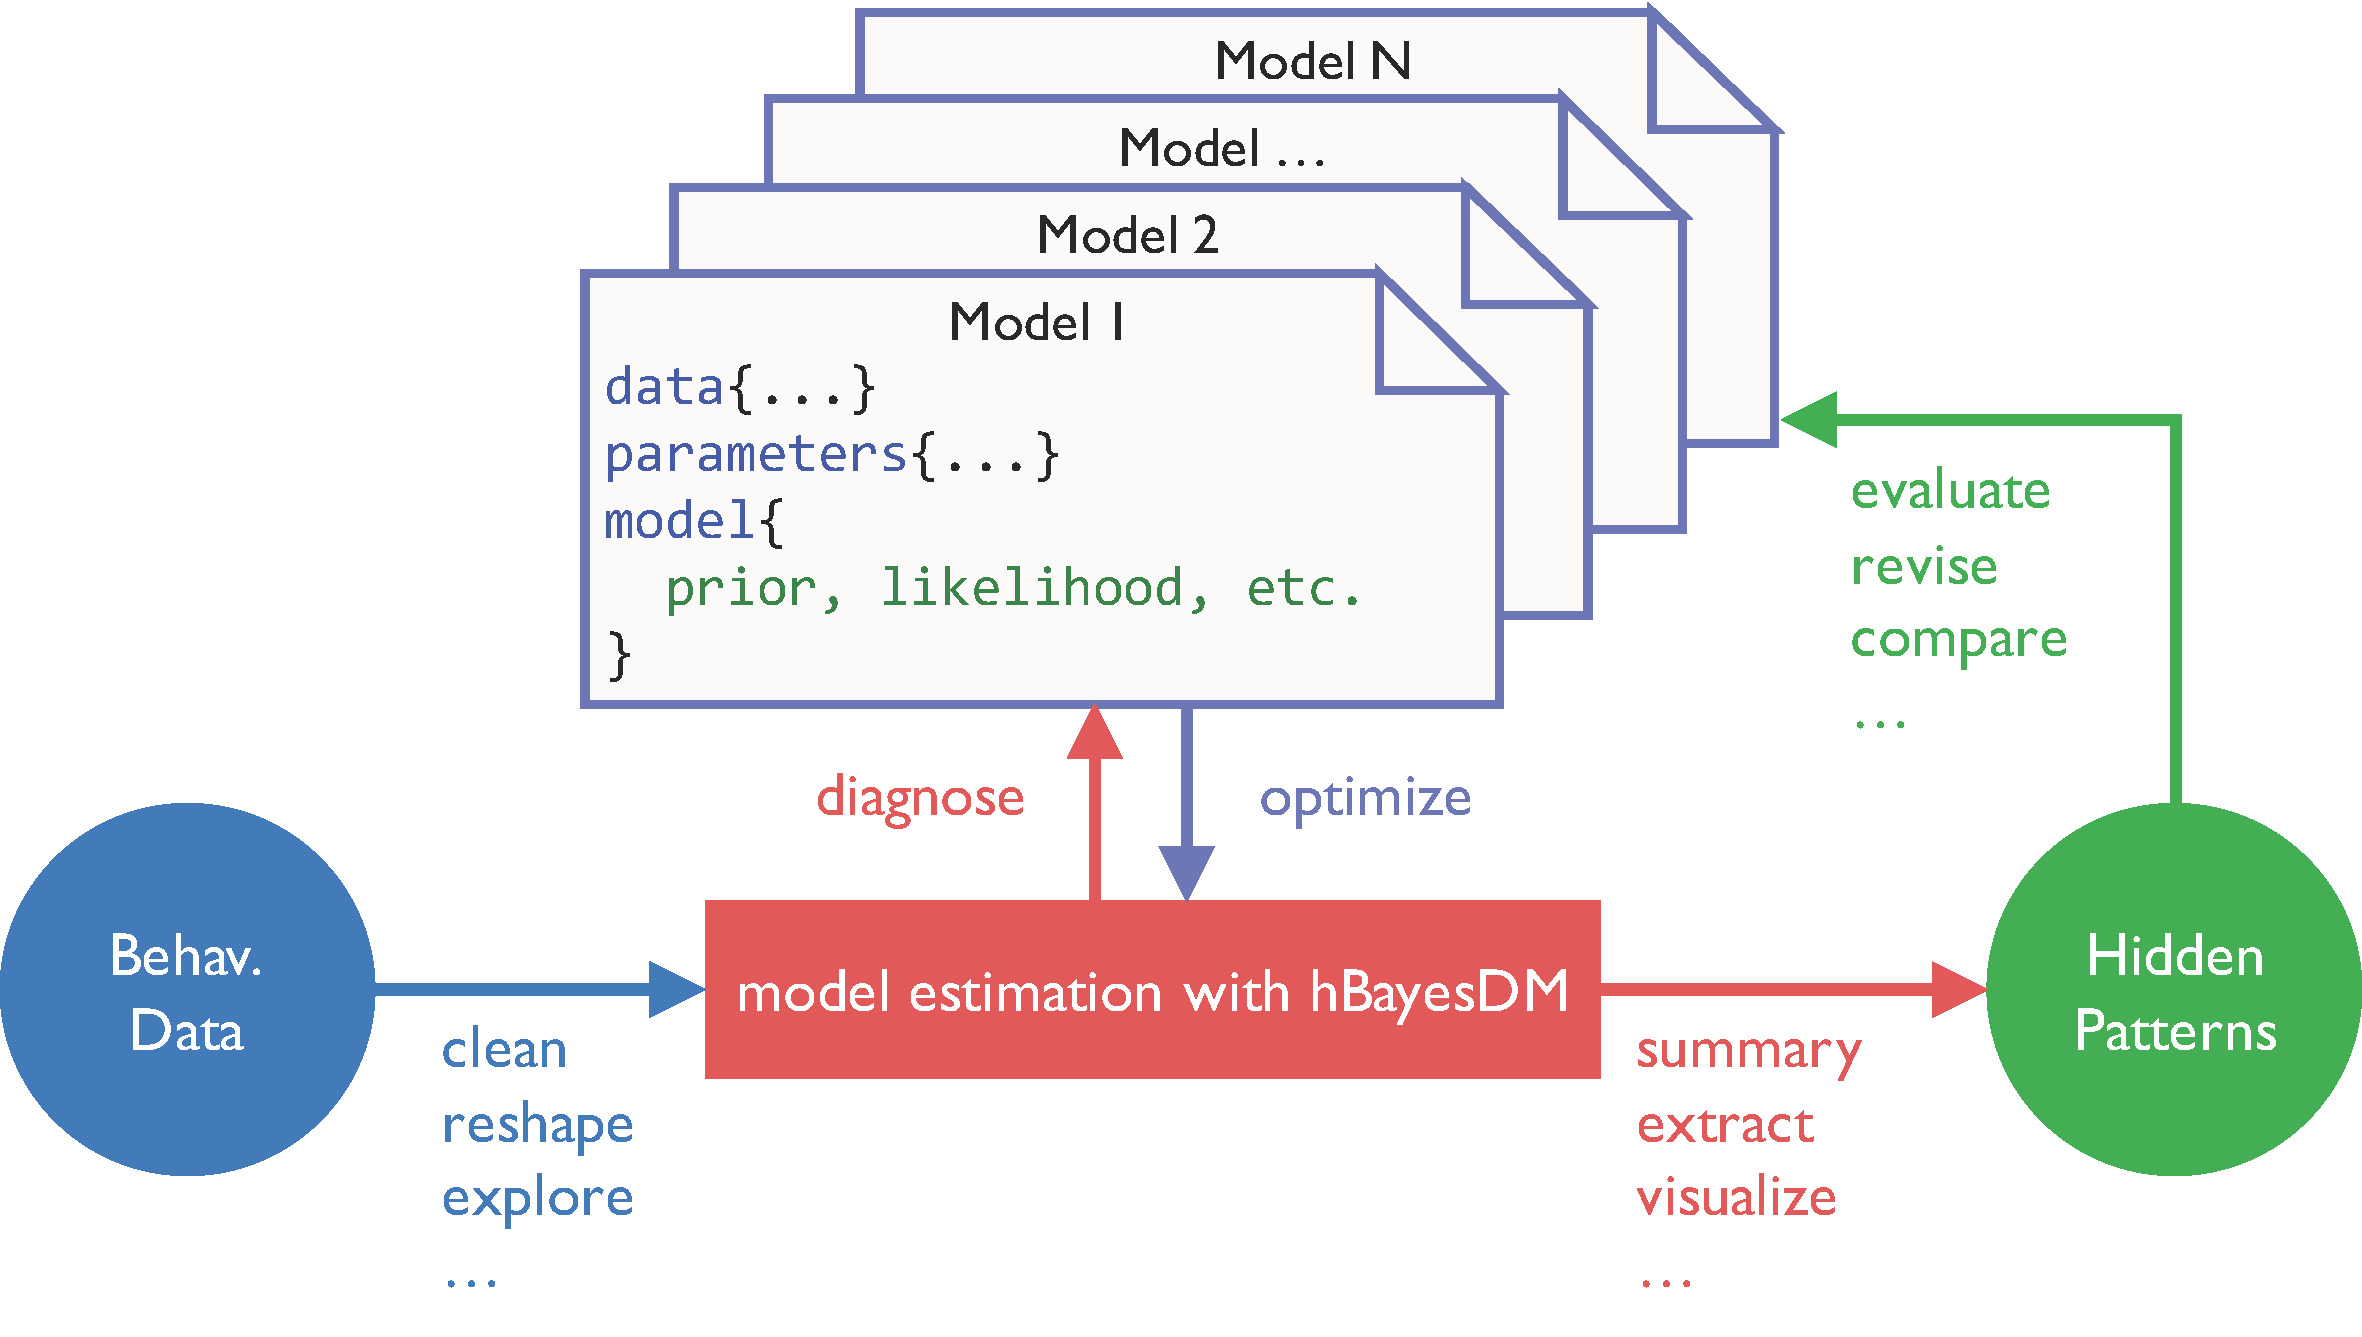 Model N
Model ...
Model 2
Model 1
data{...}
parameters{...}
model{
  prior, likelihood, etc.
}
evaluate
revise
compare
...
diagnose
optimize
Behav.
Data
clean
reshape
explore
...
model estimation with hBayesDM
summary
extract
visualize
...
Hidden
Patterns